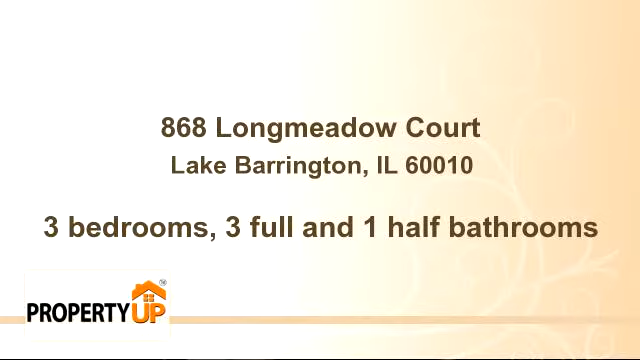 868 Longmeadow Court
Lake Barrington, IL 60010
3 bedrooms, 3 full and 1 half bathrooms
PROPERTYUP